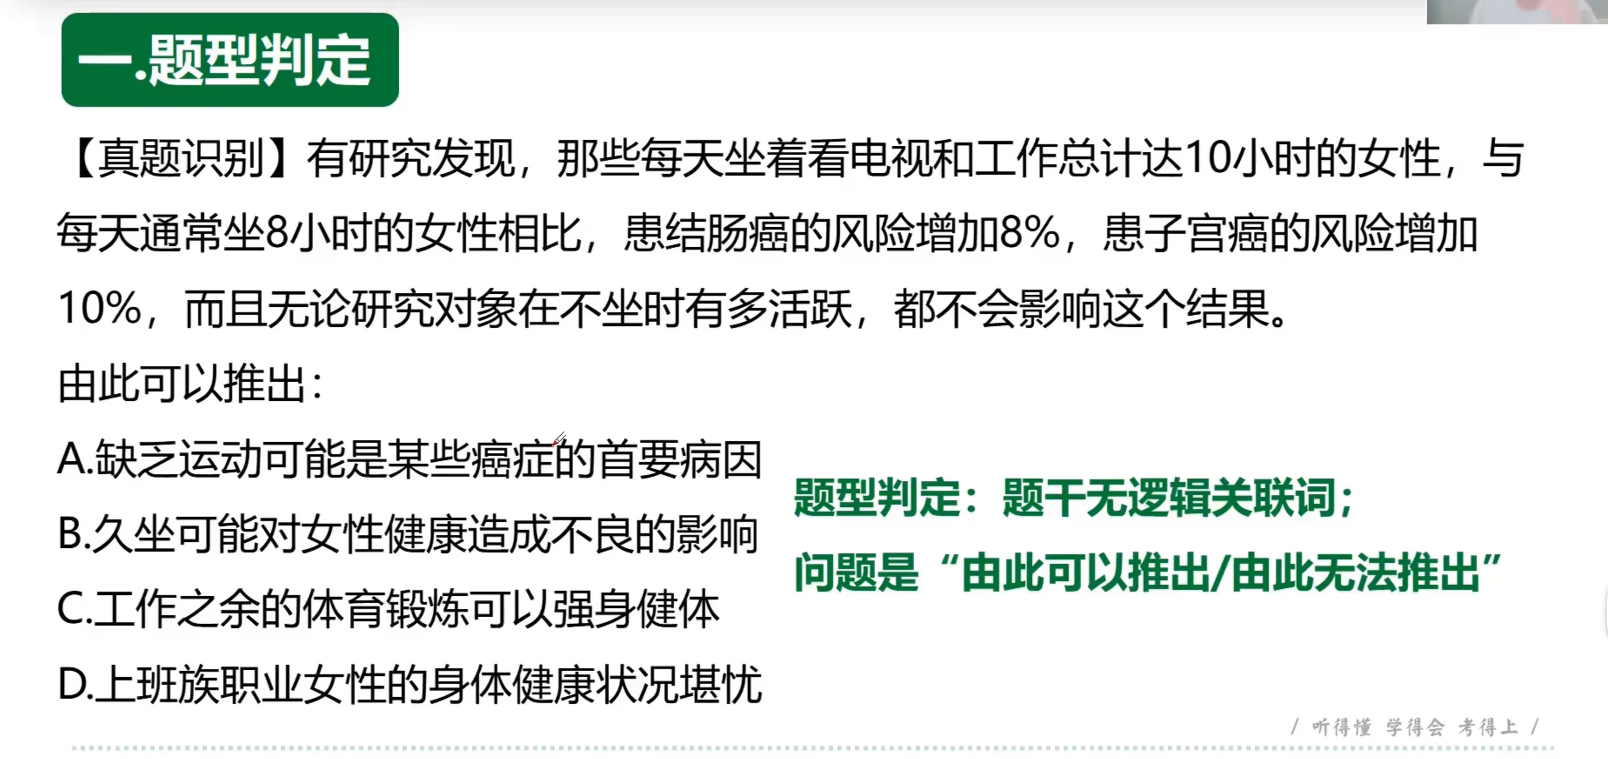 一.题型判定
【真题识别】有研究发现，那些每天坐着看电视和工作总计达10小时的女性，与
每天通常坐8小时的女性相比，患结肠癌的风险增加8%，患子宫癌的风险增加
10%，而且无论研究对象在不坐时有多活跃，都不会影响这个结果。
由此可以推出：
A.缺乏运动可能是某些癌症的首要病因
B.久坐可能对女性健康造成不良的影响
C.工作之余的体育锻炼可以强身健体
D.上班族职业女性的身体健康状况堪忧
题型判定：题干无逻辑关联词；
问题是“由此可以推出/由此无法推出”
/ 听得懂 学得会 考得上 /